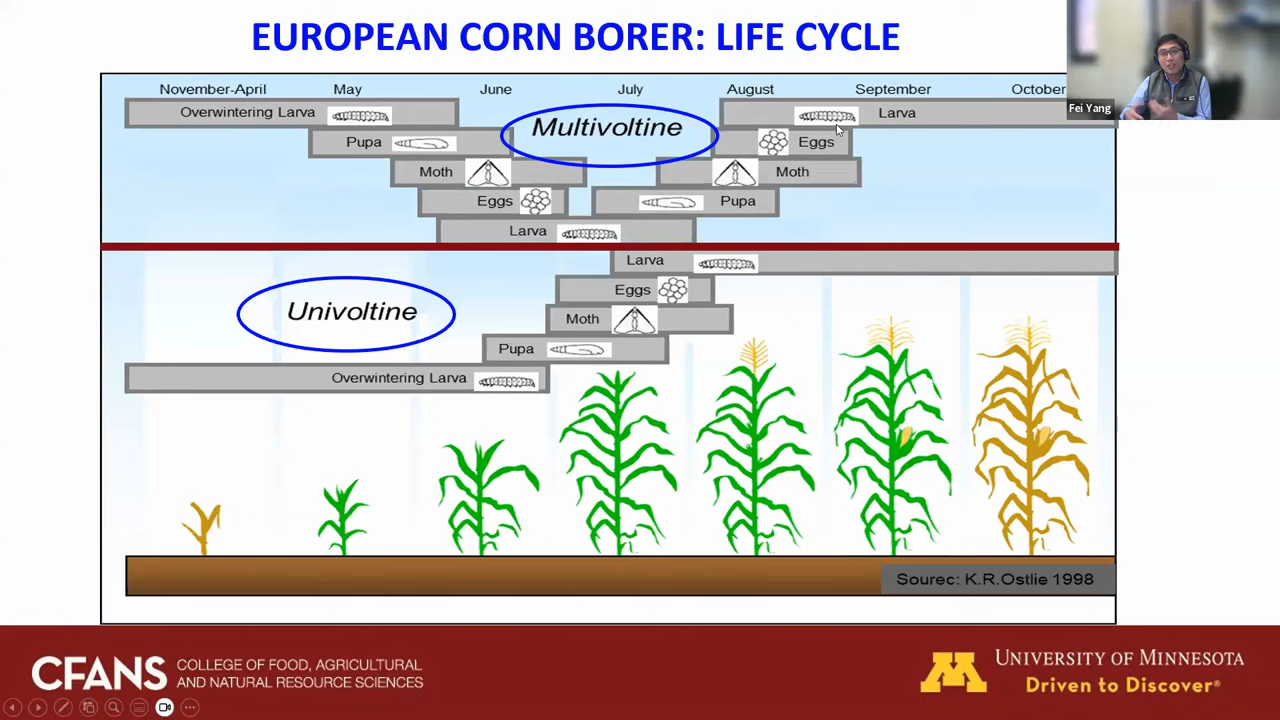 EUROPEAN CORN BORER: LIFE CYCLE
Fei Yang
November-April May June July August September October
Overwintering Larva
Larva
Multivoltine
Pupa
Eggs
Moth
Moth
Eggs
Pupa
Larva
Larva
Eggs
Univoltine
Moth
Pupa
Overwintering Larva
Sourec: K.R.Ostlie 1998
CFANS
COLLEGE OF FOOD, AGRICULTURAL
AND NATURAL RESOURCE SCIENCES
M
UNIVERSITY OF MINNESOTA
Driven to Discover®